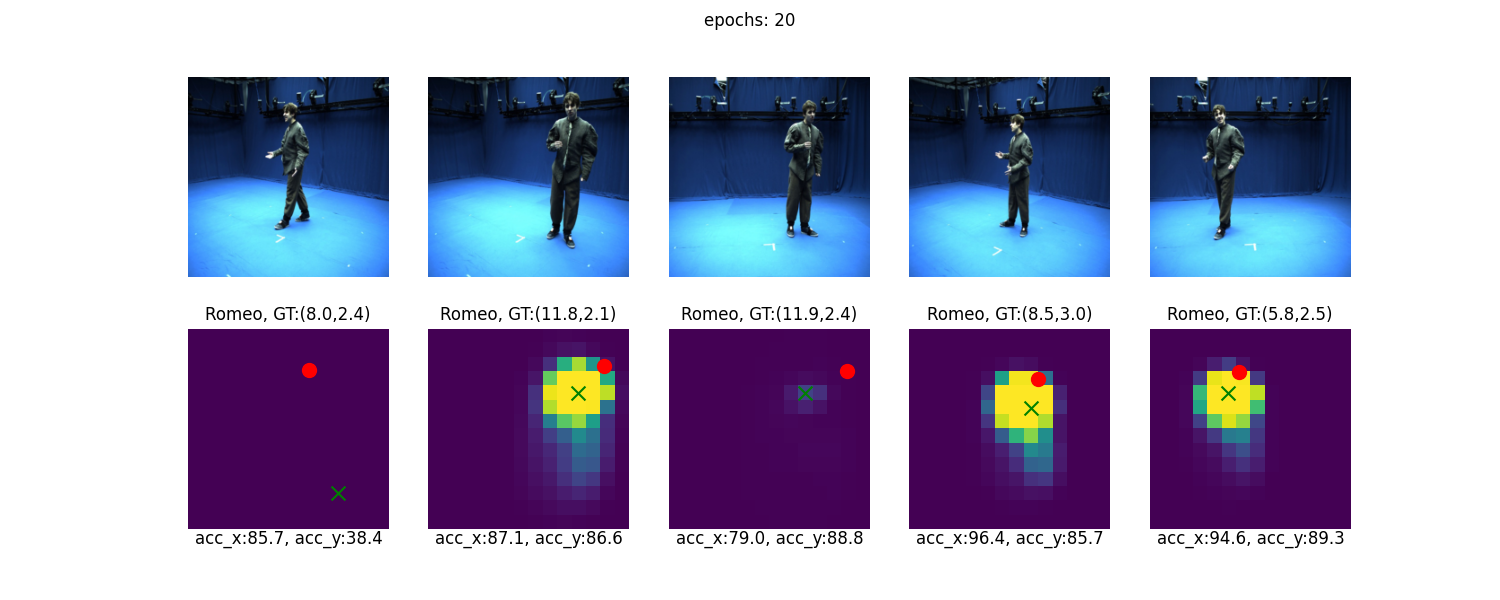 epochs: 20
Romeo, GT:(8.0,2.4)
Romeo, GT:(11.8,2.1)
Romeo, GT:(11.9,2.4)
Romeo, GT:(8.5,3.0)
Romeo, GT:(5.8,2.5)
acc_x:85.7, acc_y:38.4
acc_x:87.1, acc_y:86.6
acc_x:79.0, acc_y:88.8
acc_x:96.4, acc_y:85.7
acc_x:94.6, acc_y:89.3